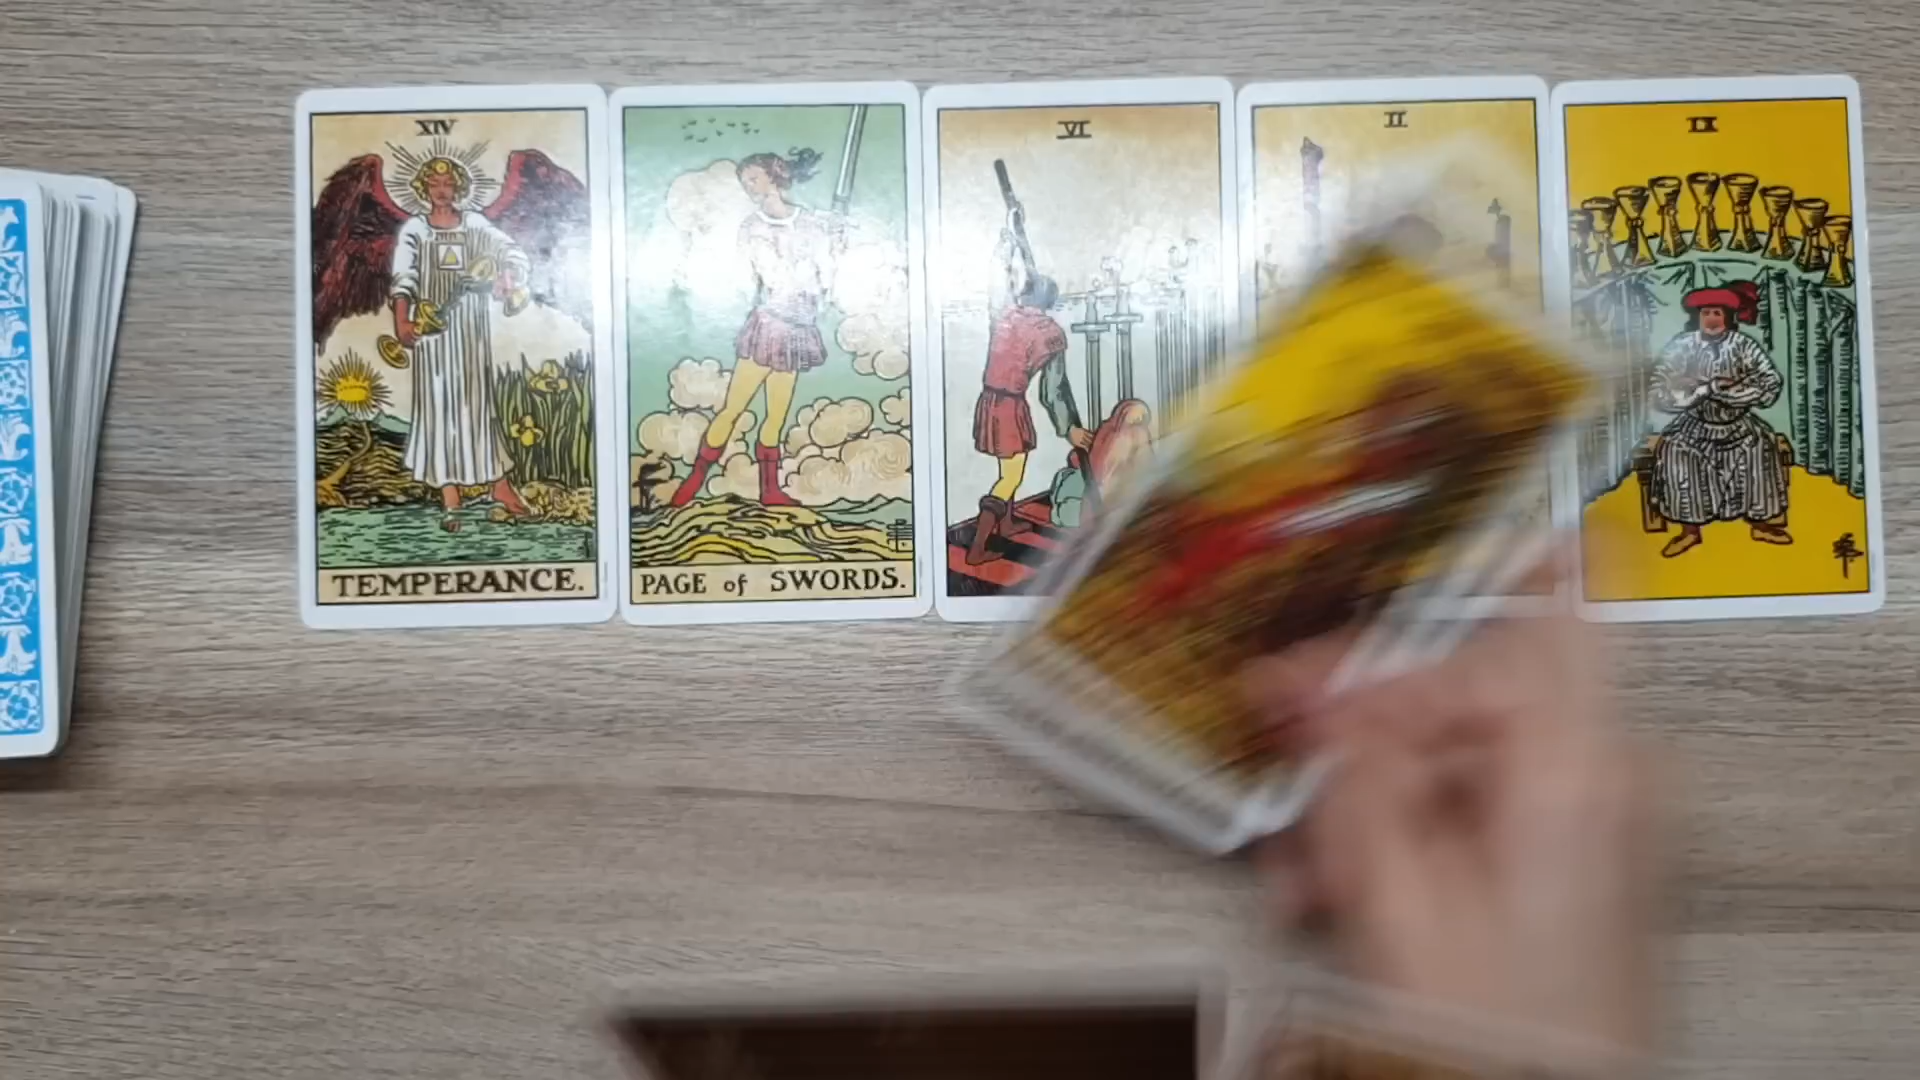 XIV
TEMPERANCE.
PAGE of SWORDS.
VI
II
IX